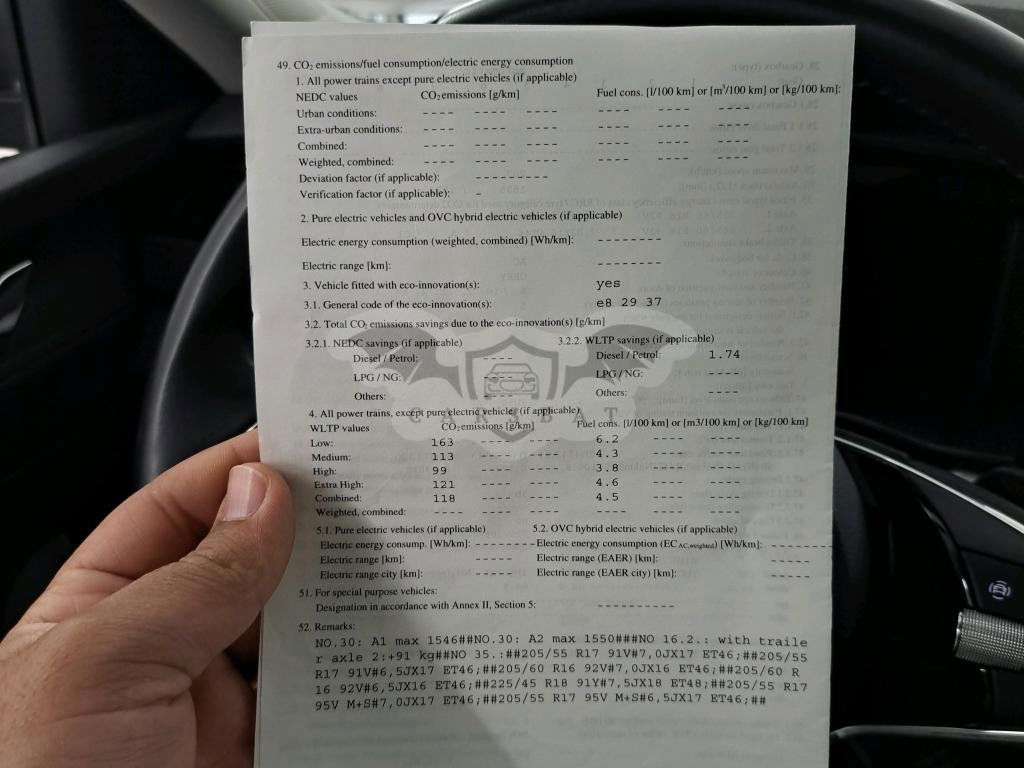 49. CO₂ emissions/fuel consumption/electric energy consumption
1. All power trains except pure electric vehicles (if applicable)
NEDC values CO₂ emissions [g/km] Fuel cons. [l/100 km] or [m³/100 km] or [kg/100 km]:
Urban conditions: ---- ---- ---- ---- ---- ----
Extra-urban conditions: ---- ---- ---- ---- ---- ----
Combined: ---- ---- ---- ---- ---- ----
Weighted, combined: ---- ---- ---- ---- ---- ----
Deviation factor (if applicable): ---------
Verification factor (if applicable): -
2. Pure electric vehicles and OVC hybrid electric vehicles (if applicable)
Electric energy consumption (weighted, combined) [Wh/km]: --------
Electric range [km]: --------
3. Vehicle fitted with eco-innovation(s): yes
3.1. General code of the eco-innovation(s): e8 29 37
3.2. Total CO₂ emissions savings due to the eco-innovation(s) [g/km]
3.2.1. NEDC savings (if applicable) 3.2.2. WLTP savings (if applicable)
Diesel / Petrol: ---- Diesel / Petrol: 1.74
LPG / NG: ---- LPG / NG: ----
Others: ---- Others: ----
CARSBAT
4. All power trains, except pure electric vehicles (if applicable)
WLTP values CO₂ emissions [g/km] Fuel cons. [l/100 km] or [m3/100 km] or [kg/100 km]
Low: 163 ---- ---- 6.2 ---- ----
Medium: 113 ---- ---- 4.3 ---- ----
High: 99 ---- ---- 3.8 ---- ----
Extra High: 121 ---- ---- 4.6 ---- ----
Combined: 118 ---- ---- 4.5 ---- ----
Weighted, combined: ---- ---- ---- ---- ---- ----
5.1. Pure electric vehicles (if applicable) 5.2. OVC hybrid electric vehicles (if applicable)
Electric energy consump. [Wh/km]: -------- Electric energy consumption (EC AC,weighted) [Wh/km]: --------
Electric range [km]: ----- Electric range (EAER) [km]: -----
Electric range city [km]: ----- Electric range (EAER city) [km]: -----
51. For special purpose vehicles:
Designation in accordance with Annex II, Section 5: ----------
52. Remarks:
NO.30: A1 max 1546##NO.30: A2 max 1550###NO 16.2.: with traile
r axle 2:+91 kg##NO 35.:##205/55 R17 91V#7,0JX17 ET46;##205/55
R17 91V#6,5JX17 ET46;##205/60 R16 92V#7,0JX16 ET46;##205/60 R
16 92V#6,5JX16 ET46;##225/45 R18 91Y#7,5JX18 ET48;##205/55 R17
95V M+S#7,0JX17 ET46;##205/55 R17 95V M+S#6,5JX17 ET46;##